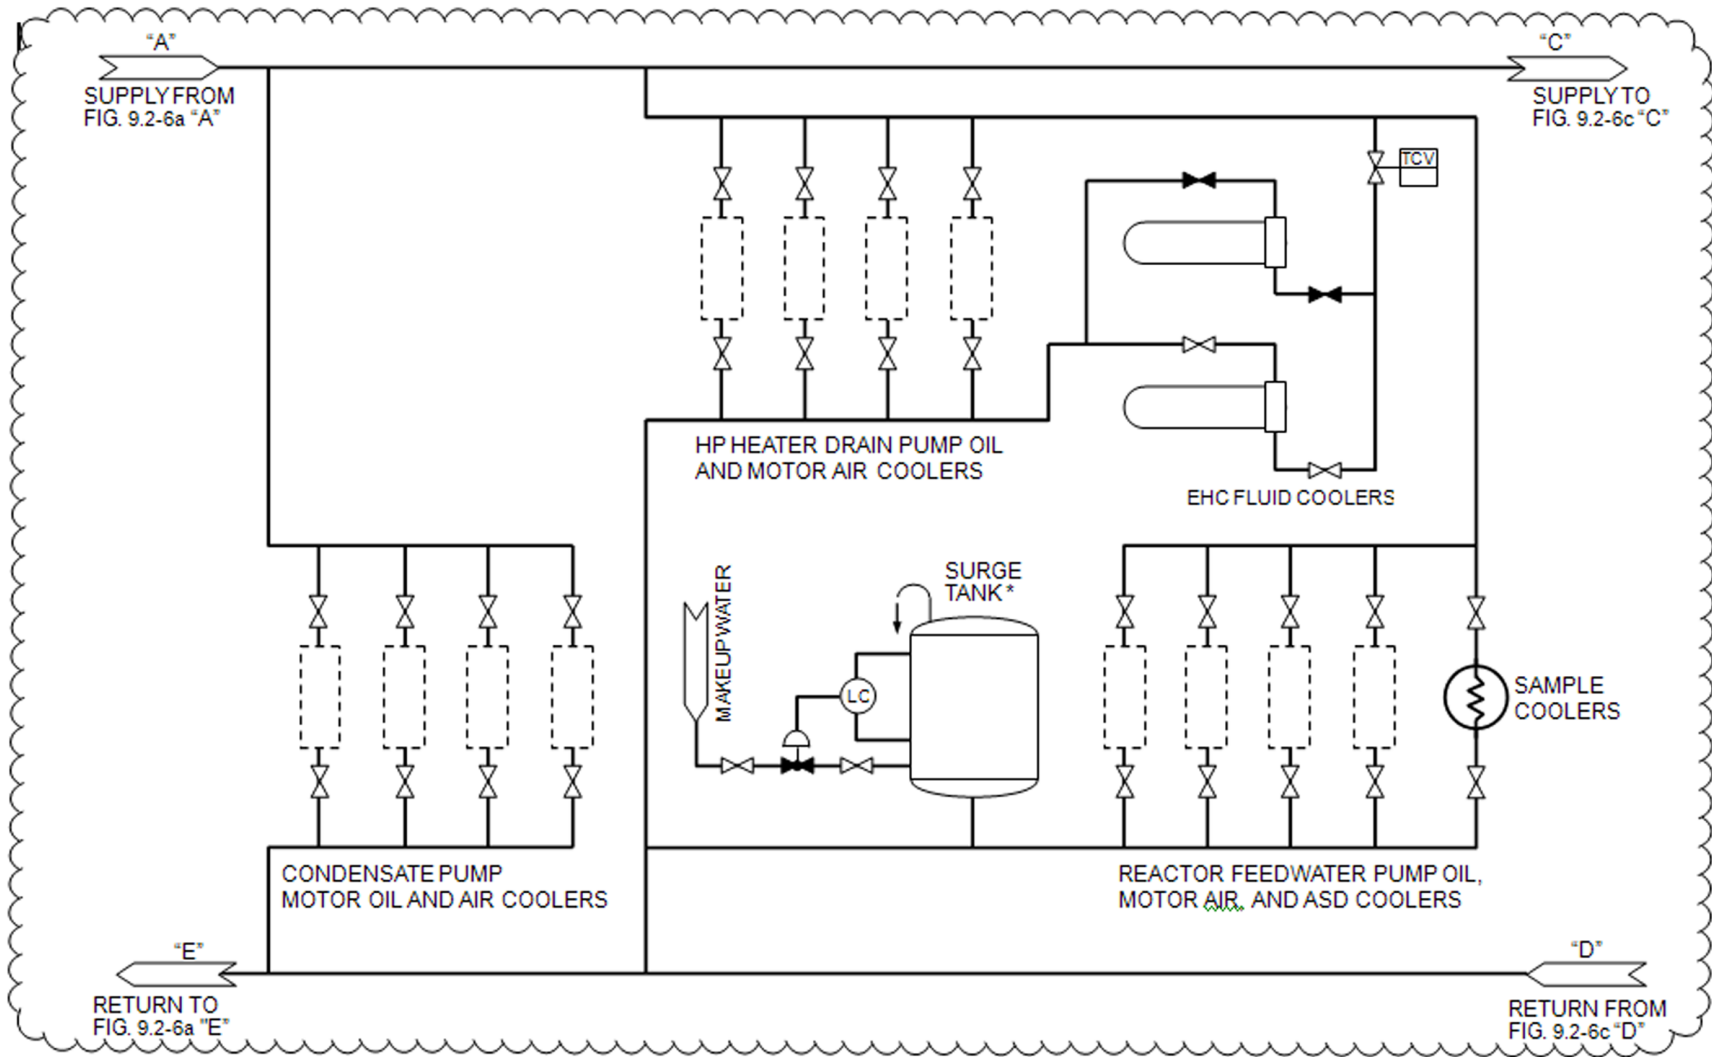 “A”
SUPPLY FROM
FIG. 9.2-6a “A”
“C”
SUPPLY TO
FIG. 9.2-6c “C”
TCV
HP HEATER DRAIN PUMP OIL
AND MOTOR AIR COOLERS
EHC FLUID COOLERS
MAKEUP WATER
SURGE
TANK*
LC
SAMPLE
COOLERS
CONDENSATE PUMP
MOTOR OIL AND AIR COOLERS
REACTOR FEEDWATER PUMP OIL,
MOTOR AIR, AND ASD COOLERS
“E”
RETURN TO
FIG. 9.2-6a "E”
“D”
RETURN FROM
FIG. 9.2-6c “D”